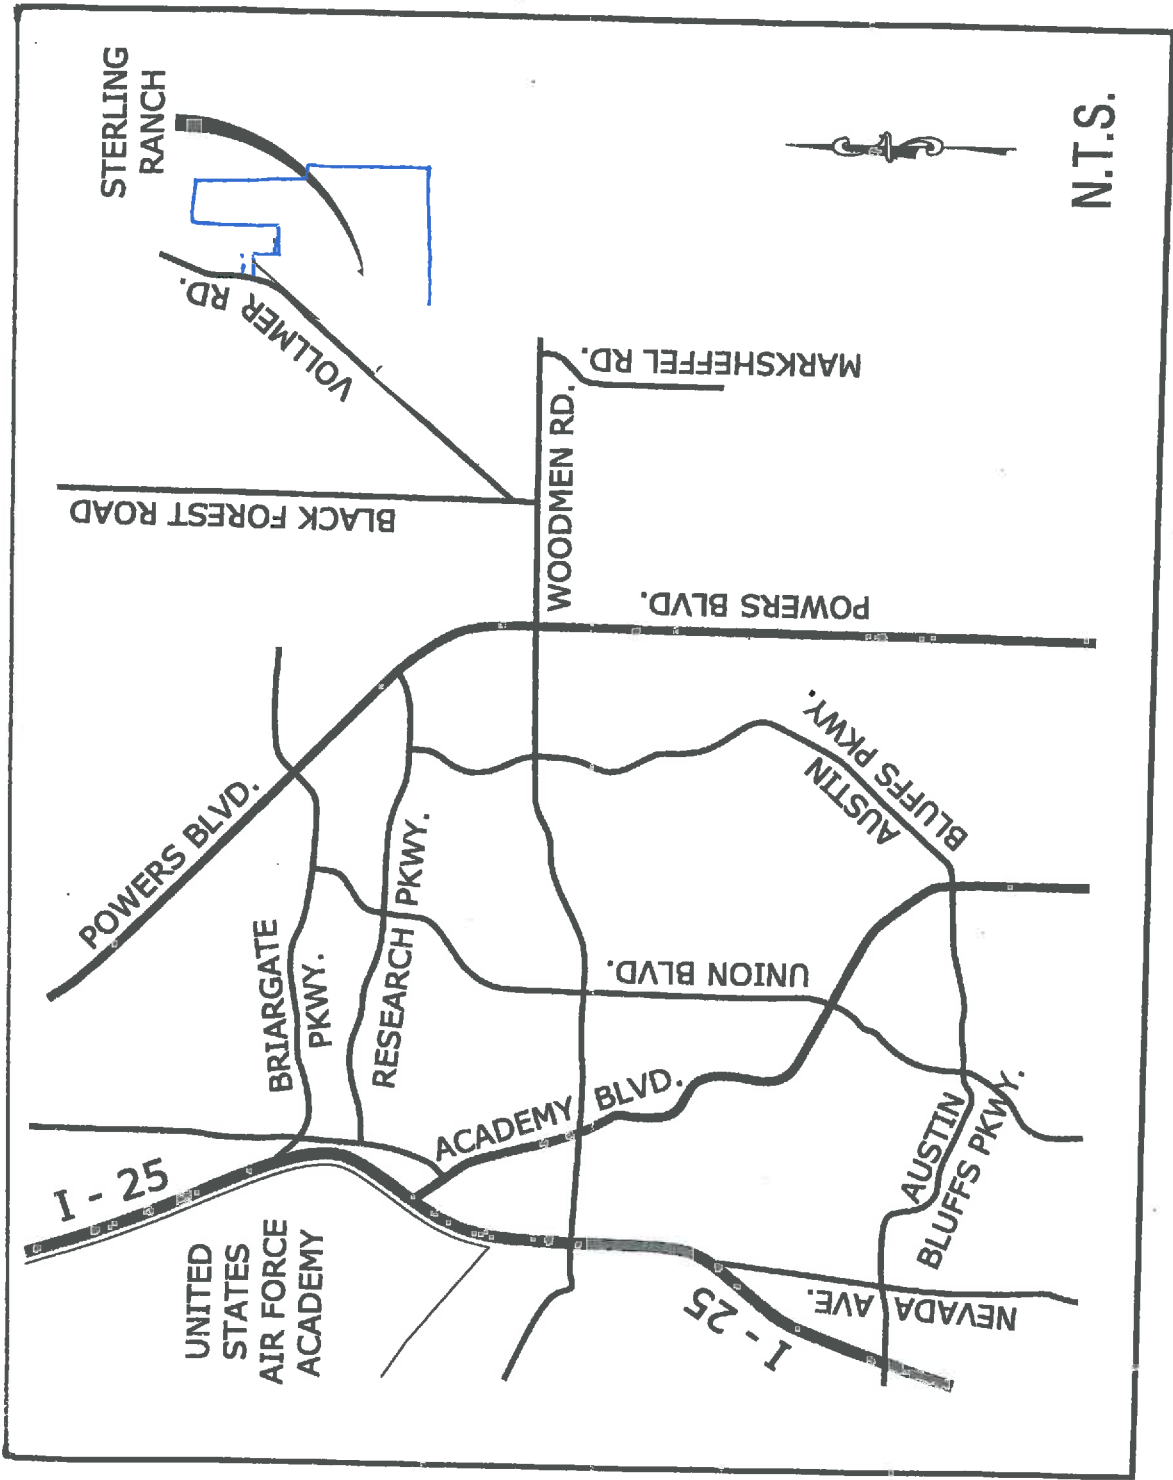 STERLING
RANCH
N.T.S.
VOLLMER RD.
MARKSHEFFEL RD.
WOODMEN RD.
BLACK FOREST ROAD
POWERS BLVD.
POWERS BLVD.
AUSTIN
BLUFFS PKWY.
BRIARGATE
PKWY.
RESEARCH PKWY.
UNION BLVD.
ACADEMY BLVD.
I - 25
UNITED
STATES
AIR FORCE
ACADEMY
AUSTIN
BLUFFS PKWY.
NEVADA AVE.
I - 25